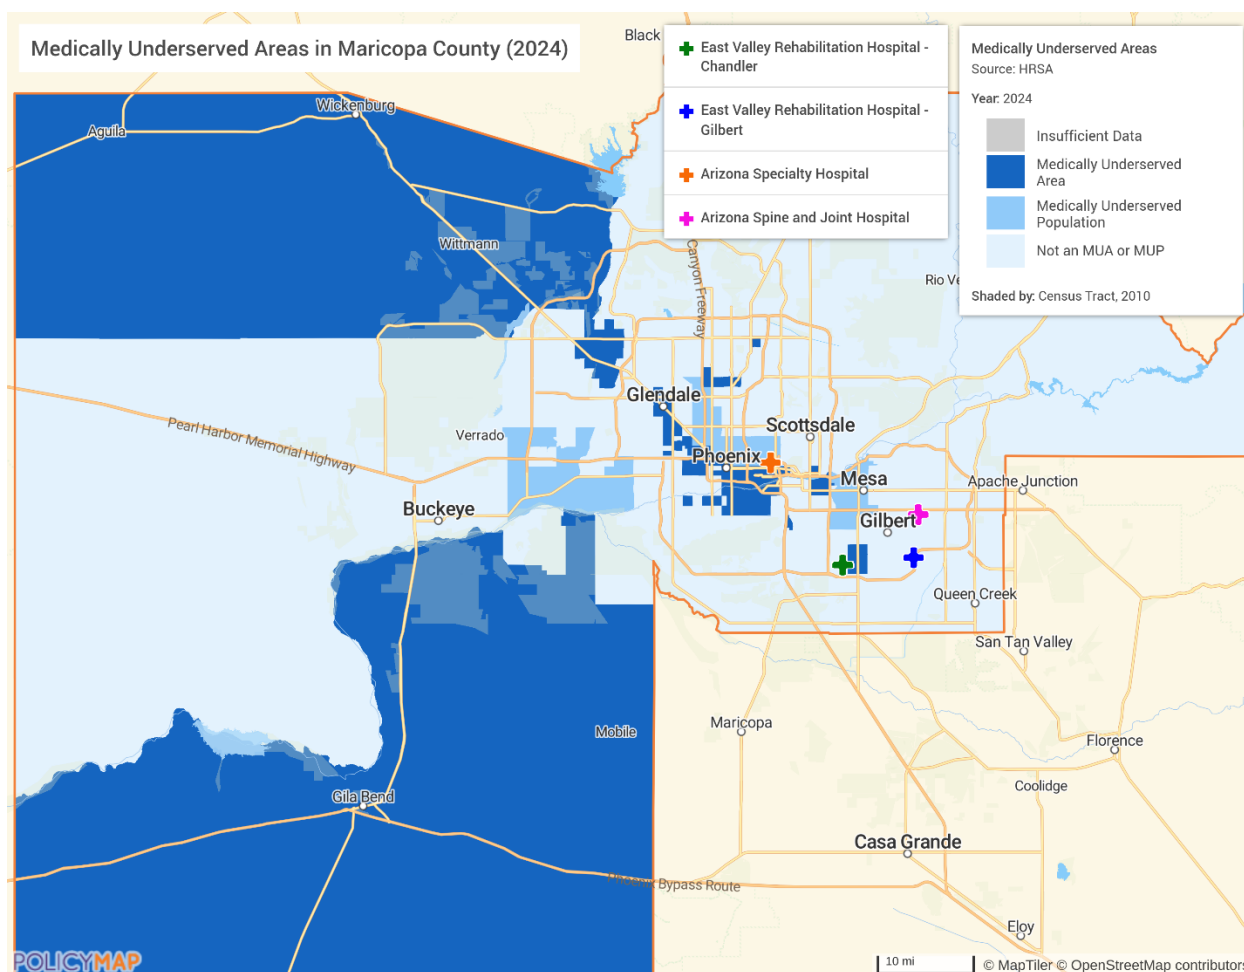 Medically Underserved Areas in Maricopa County (2024)
Black
East Valley Rehabilitation Hospital -
Chandler
East Valley Rehabilitation Hospital -
Gilbert
Arizona Specialty Hospital
Arizona Spine and Joint Hospital
Medically Underserved Areas
Source: HRSA
Year: 2024
Insufficient Data
Medically Underserved
Area
Medically Underserved
Population
Not an MUA or MUP
Shaded by: Census Tract, 2010
Wickenburg
Aguila
Wittmann
Canyon Freeway
Rio Ve
Glendale
Scottsdale
Pearl Harbor Memorial Highway
Verrado
Phoenix
Mesa
Apache Junction
Buckeye
Gilbert
Queen Creek
San Tan Valley
Maricopa
Mobile
Florence
Coolidge
Gila Bend
Casa Grande
Phoenix Bypass Route
Eloy
POLICYMAP
10 mi
© MapTiler © OpenStreetMap contributors